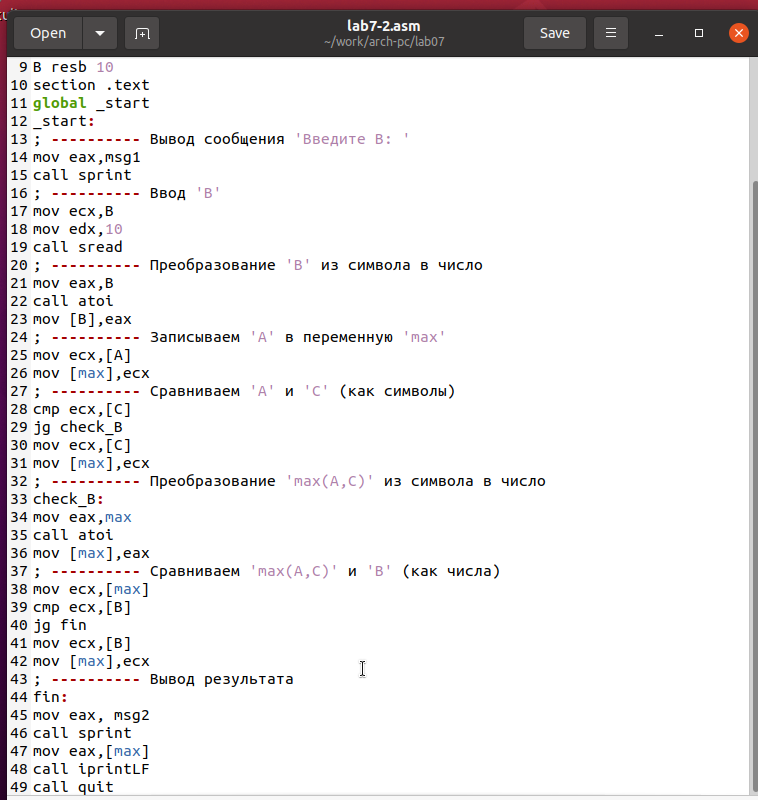 Open
lab7-2.asm
~/work/arch-pc/lab07
Save
9 B resb 10
10 section .text
11 global _start
12 _start:
13 ; ---------- Вывод сообщения 'Введите B: '
14 mov eax,msg1
15 call sprint
16 ; ---------- Ввод 'B'
17 mov ecx,B
18 mov edx,10
19 call sread
20 ; ---------- Преобразование 'B' из символа в число
21 mov eax,B
22 call atoi
23 mov [B],eax
24 ; ---------- Записываем 'A' в переменную 'max'
25 mov ecx,[A]
26 mov [max],ecx
27 ; ---------- Сравниваем 'A' и 'С' (как символы)
28 cmp ecx,[C]
29 jg check_B
30 mov ecx,[C]
31 mov [max],ecx
32 ; ---------- Преобразование 'max(A,C)' из символа в число
33 check_B:
34 mov eax,max
35 call atoi
36 mov [max],eax
37 ; ---------- Сравниваем 'max(A,C)' и 'B' (как числа)
38 mov ecx,[max]
39 cmp ecx,[B]
40 jg fin
41 mov ecx,[B]
42 mov [max],ecx
43 ; ---------- Вывод результата
44 fin:
45 mov eax, msg2
46 call sprint
47 mov eax,[max]
48 call iprintLF
49 call quit